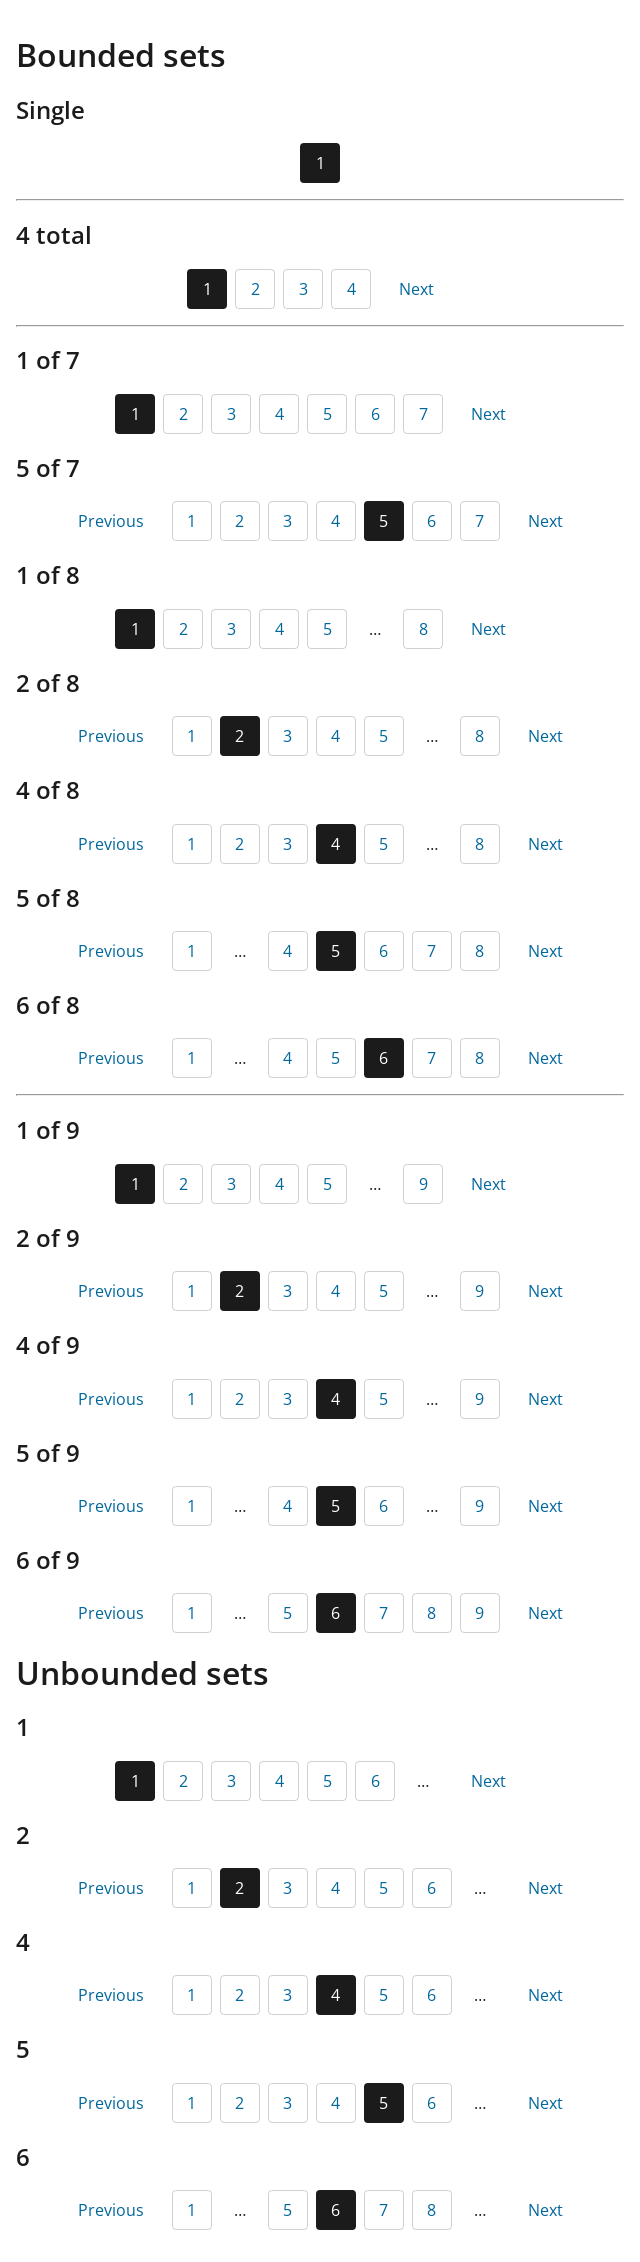 Bounded sets
Single
1
4 total
1 2 3 4 Next
1 of 7
1 2 3 4 5 6 7 Next
5 of 7
Previous 1 2 3 4 5 6 7 Next
1 of 8
1 2 3 4 5 … 8 Next
2 of 8
Previous 1 2 3 4 5 … 8 Next
4 of 8
Previous 1 2 3 4 5 … 8 Next
5 of 8
Previous 1 … 4 5 6 7 8 Next
6 of 8
Previous 1 … 4 5 6 7 8 Next
1 of 9
1 2 3 4 5 … 9 Next
2 of 9
Previous 1 2 3 4 5 … 9 Next
4 of 9
Previous 1 2 3 4 5 … 9 Next
5 of 9
Previous 1 … 4 5 6 … 9 Next
6 of 9
Previous 1 … 5 6 7 8 9 Next
Unbounded sets
1
1 2 3 4 5 6 … Next
2
Previous 1 2 3 4 5 6 … Next
4
Previous 1 2 3 4 5 6 … Next
5
Previous 1 2 3 4 5 6 … Next
6
Previous 1 … 5 6 7 8 … Next